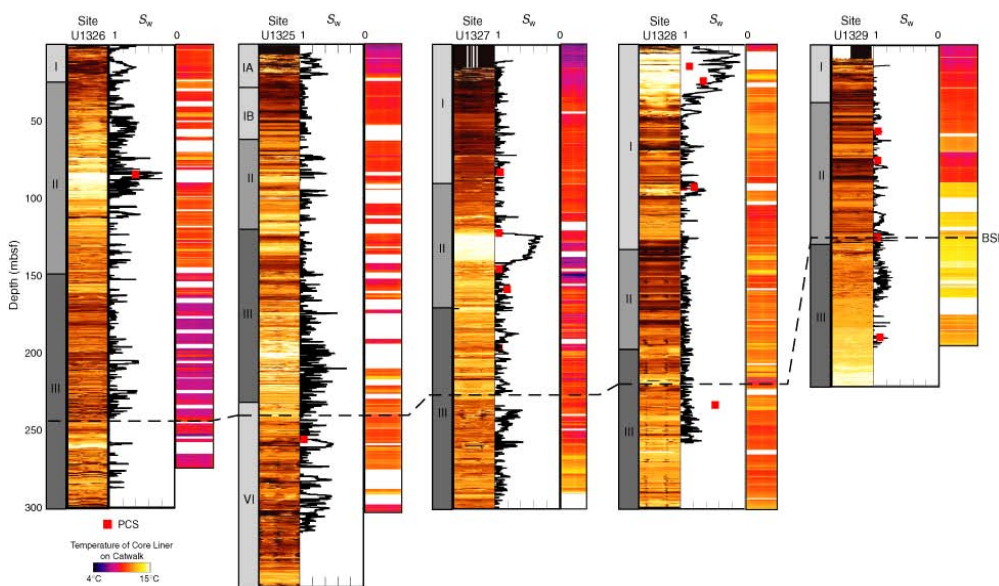 Site Sw
U1326 1 0
Site Sw
U1325 1 0
Site Sw
U1327 1 0
Site Sw
U1328 1 0
Site Sw
U1329 1 0
Depth (mbsf)
50
100
150
200
250
300
I
II
III
IA
IB
II
III
VI
I
II
III
I
II
III
I
II
III
BS
PCS
Temperature of Core Liner
on Catwalk
4°C 15°C